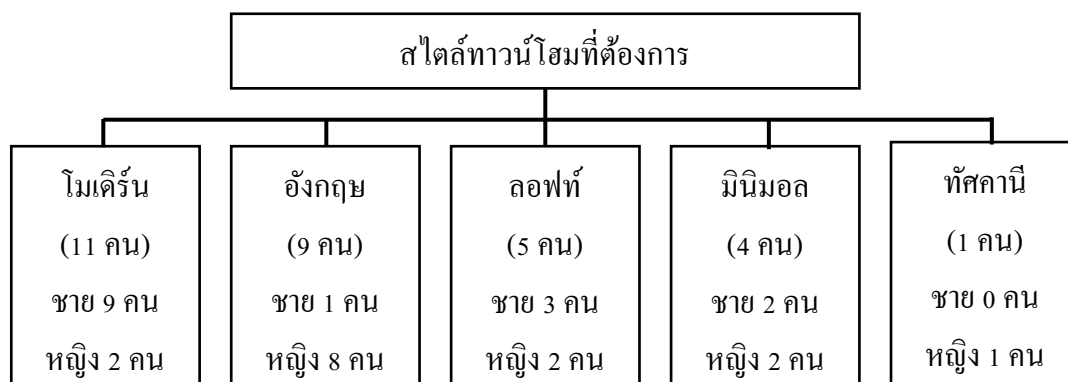 สไตล์ทาวน์โฮมที่ต้องการ
โมเดิร์น
(11 คน)
ชาย 9 คน
หญิง 2 คน
อังกฤษ
(9 คน)
ชาย 1 คน
หญิง 8 คน
ลอฟท์
(5 คน)
ชาย 3 คน
หญิง 2 คน
มินิมอล
(4 คน)
ชาย 2 คน
หญิง 2 คน
ทัศคานี
(1 คน)
ชาย 0 คน
หญิง 1 คน